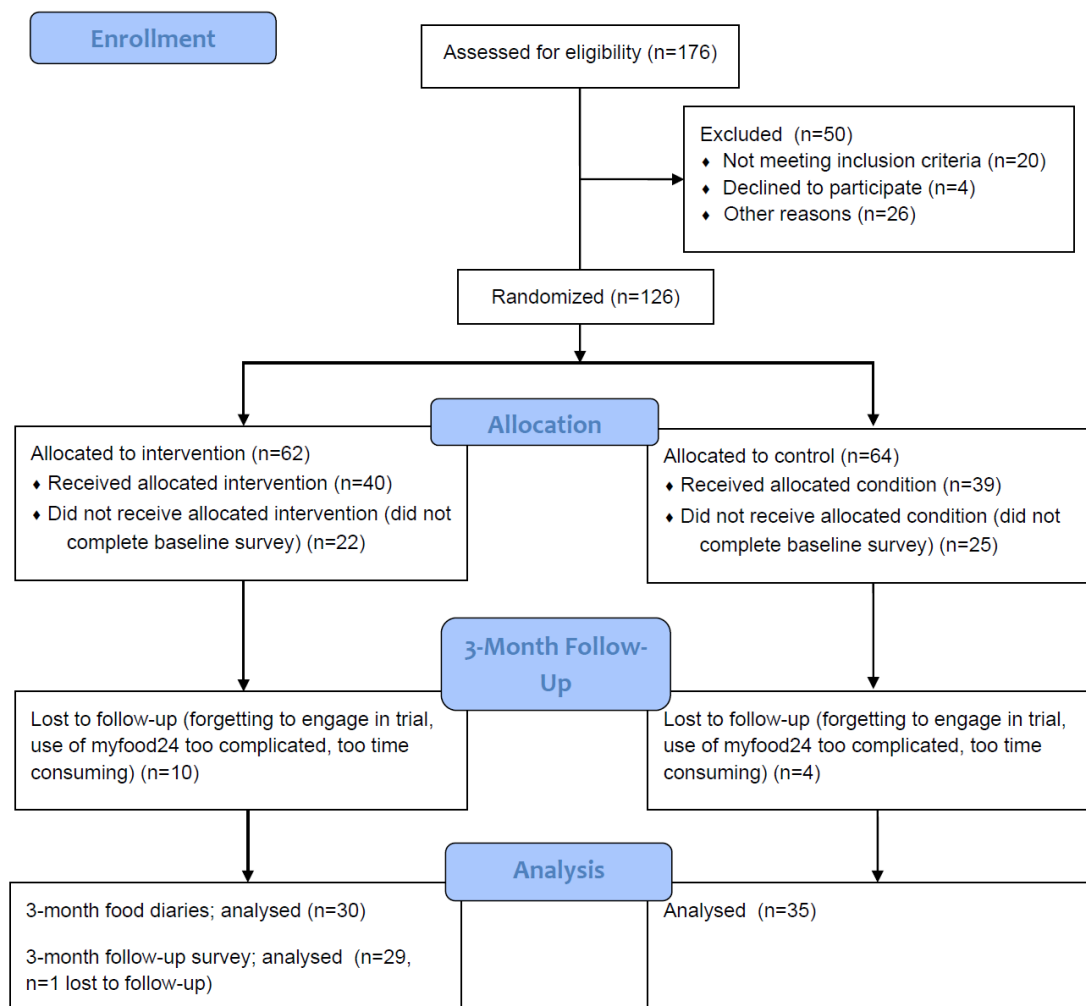 Enrollment
Assessed for eligibility (n=176)
Excluded  (n=50)
♦ Not meeting inclusion criteria (n=20)
♦ Declined to participate (n=4)
♦ Other reasons (n=26)
Randomized (n=126)
Allocation
Allocated to intervention (n=62)
♦ Received allocated intervention (n=40)
♦ Did not receive allocated intervention (did not
complete baseline survey) (n=22)
Allocated to control (n=64)
♦ Received allocated condition (n=39)
♦ Did not receive allocated condition (did not
complete baseline survey) (n=25)
3-Month Follow-
Up
Lost to follow-up (forgetting to engage in trial,
use of myfood24 too complicated, too time
consuming) (n=10)
Lost to follow-up (forgetting to engage in trial,
use of myfood24 too complicated, too time
consuming) (n=4)
Analysis
3-month food diaries; analysed (n=30)
3-month follow-up survey; analysed  (n=29,
n=1 lost to follow-up)
Analysed  (n=35)